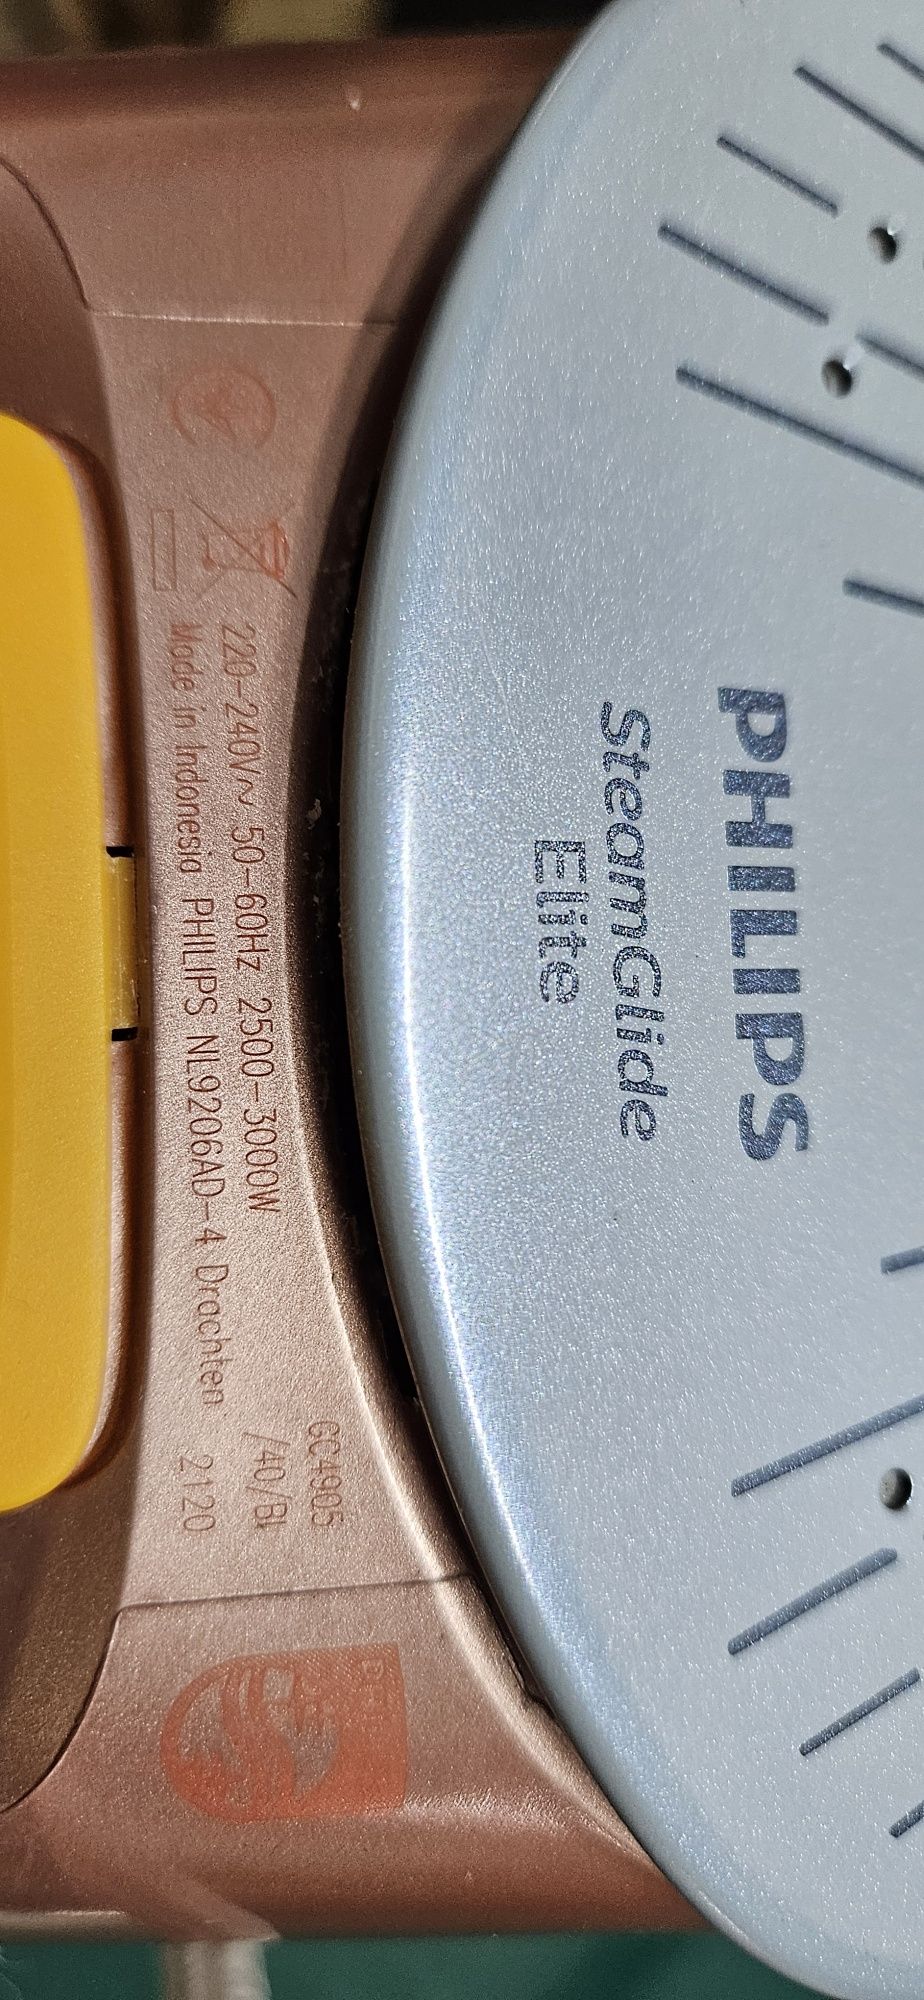 PHILIPS
SteamGlide
Elite
220-240V~ 50-60Hz 2500-3000W
Made in Indonesia PHILIPS NL9206AD-4 Drachten
GC4905
/40/BI
2120